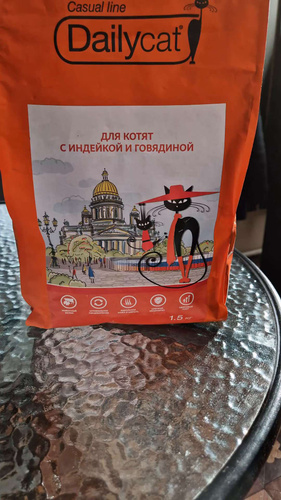 Casual line
Dailycat
ДЛЯ КОТЯТ
С ИНДЕЙКОЙ И ГОВЯДИНОЙ
1.5 кг